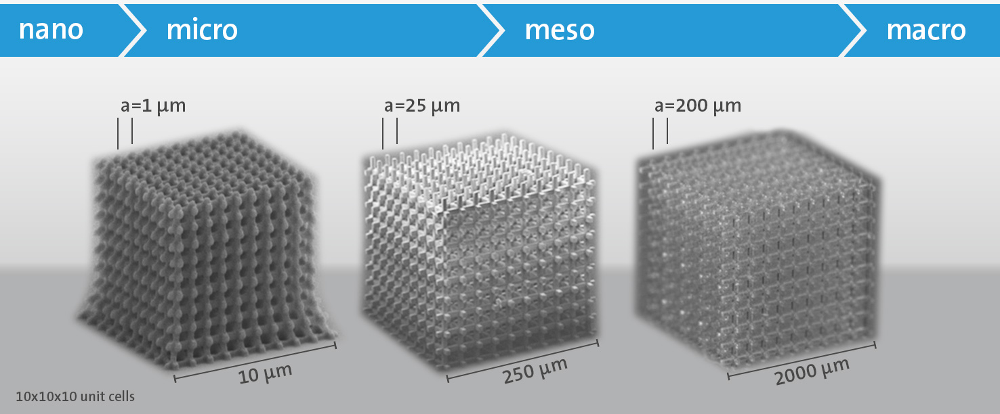 nano
micro
meso
macro
a=1 µm
a=25 µm
a=200 µm
10 µm
250 µm
2000 µm
10x10x10 unit cells